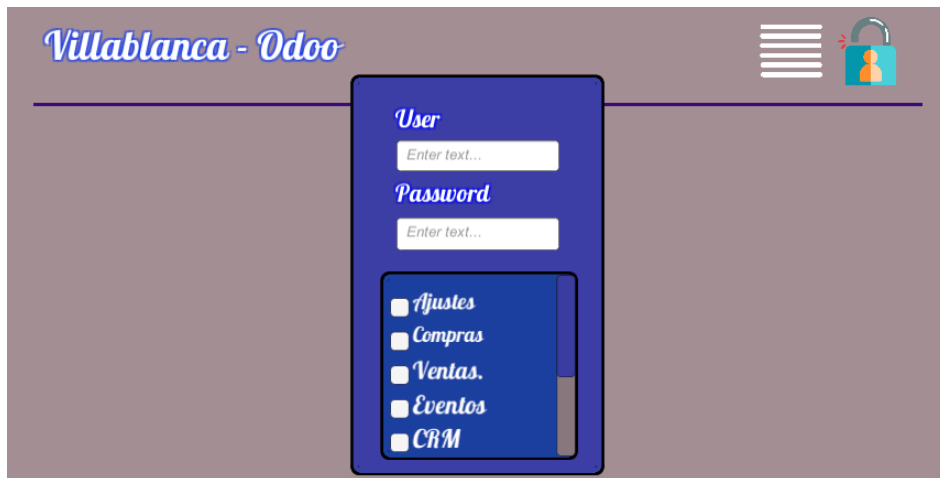 Villablanca - Odoo
User
Enter text...
Password
Enter text...
Ajustes
Compras
Ventas.
Eventos
CRM